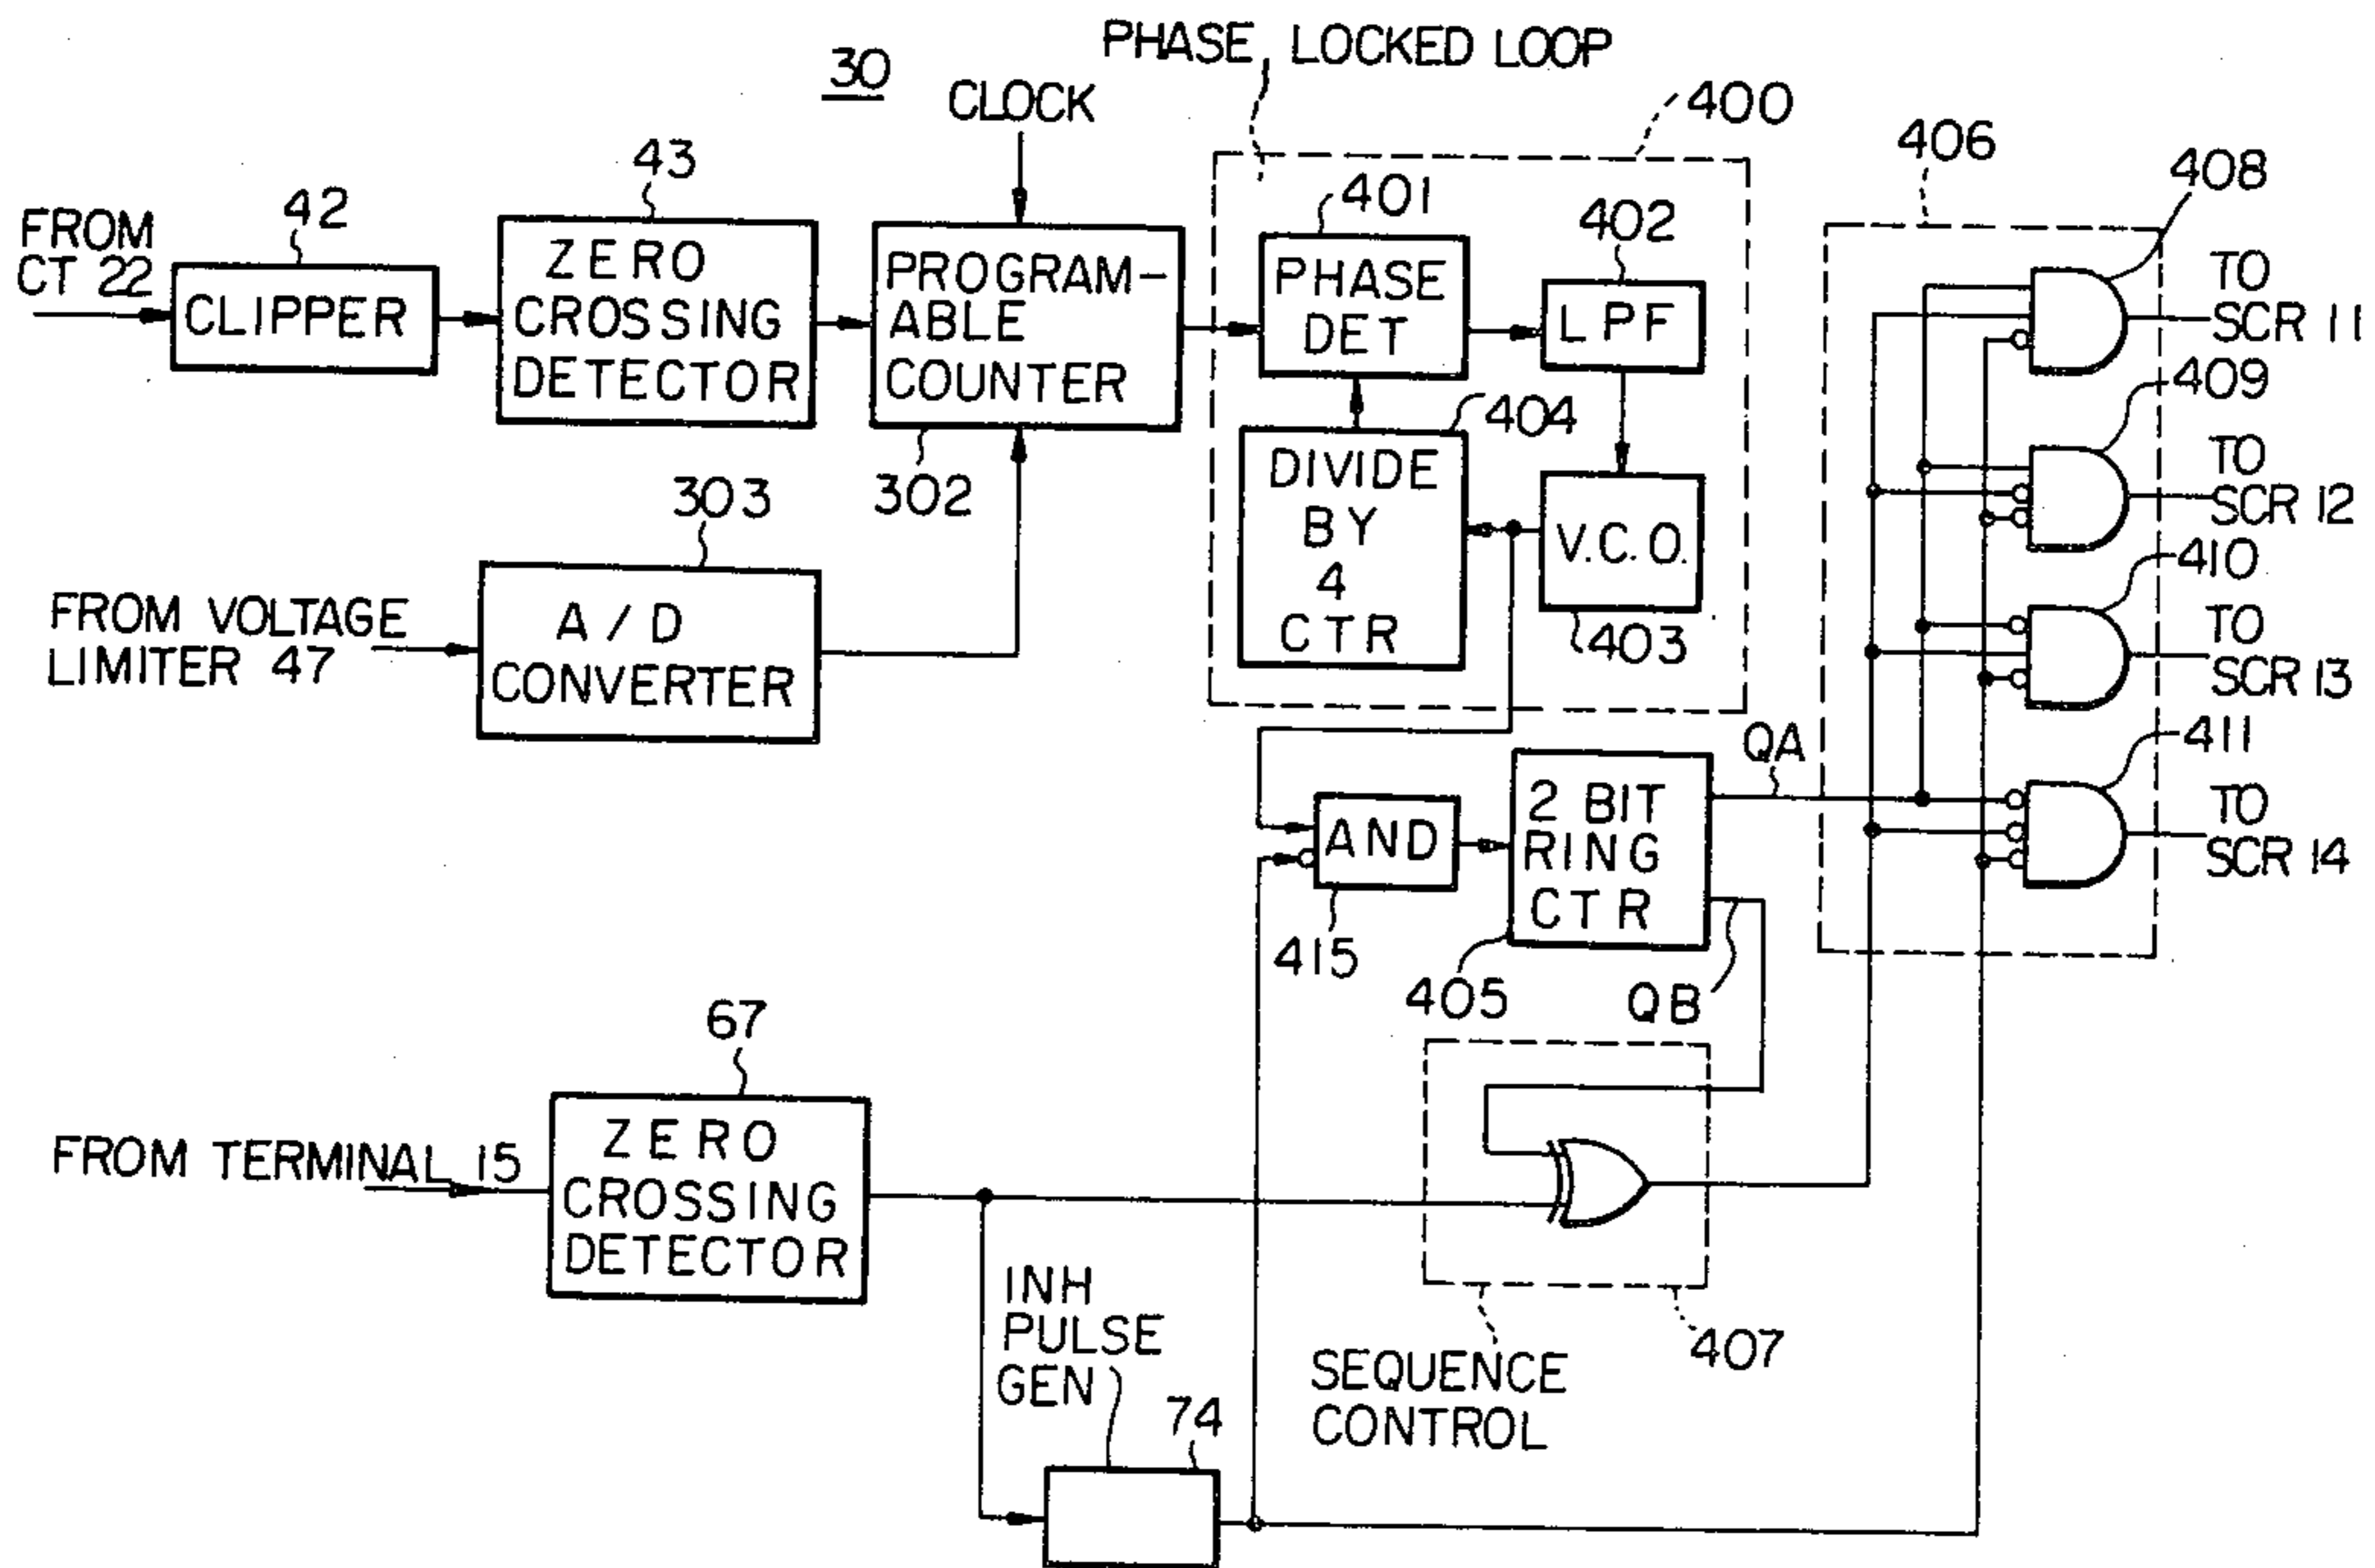 PHASE LOCKED LOOP
30
CLOCK
400
406
408
43
401
402
42
FROM
CT 22
CLIPPER
ZERO
CROSSING
DETECTOR
PROGRAM-
ABLE
COUNTER
PHASE
DET
LPF
TO
SCR 11
409
404
302
303
DIVIDE
BY
4
CTR
V.C.O.
403
TO
SCR 12
410
FROM VOLTAGE
LIMITER 47
A/D
CONVERTER
TO
SCR 13
411
QA
AND
415
2 BIT
RING
CTR
405
QB
TO
SCR 14
67
FROM TERMINAL 15
ZERO
CROSSING
DETECTOR
INH
PULSE
GEN
74
SEQUENCE
CONTROL
407